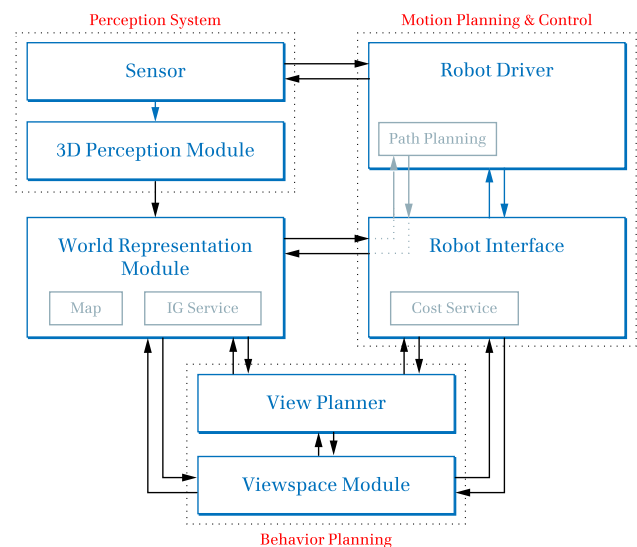 Perception System
Motion Planning & Control
Sensor
Robot Driver
Path Planning
3D Perception Module
World Representation
Module
Robot Interface
Map
IG Service
Cost Service
View Planner
Viewspace Module
Behavior Planning